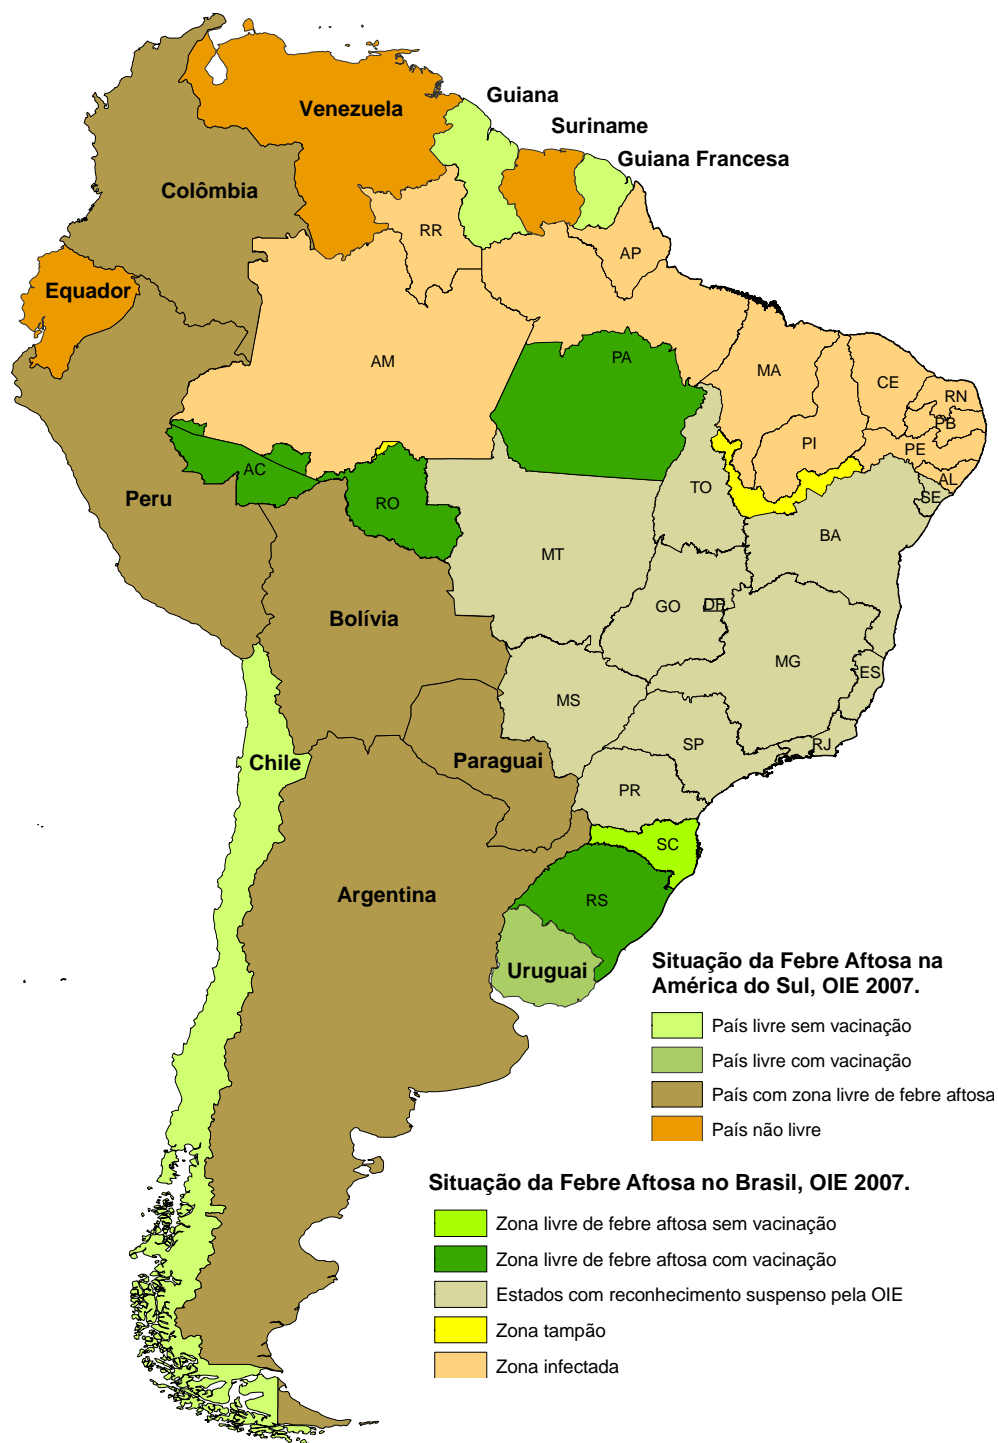 Guiana
Venezuela
Suriname
Guiana Francesa
Colômbia
RR
AP
Equador
PA
AM
MA
CE
RN
PB
PI
PE
AC
AL
TO
SE
Peru
RO
BA
MT
GO
DF
Bolívia
MG
ES
MS
SP
RJ
Chile
Paraguai
PR
SC
Argentina
RS
Uruguai
Situação da Febre Aftosa na
América do Sul, OIE 2007.
País livre sem vacinação
País livre com vacinação
País com zona livre de febre aftosa
País não livre
Situação da Febre Aftosa no Brasil, OIE 2007.
Zona livre de febre aftosa sem vacinação
Zona livre de febre aftosa com vacinação
Estados com reconhecimento suspenso pela OIE
Zona tampão
Zona infectada